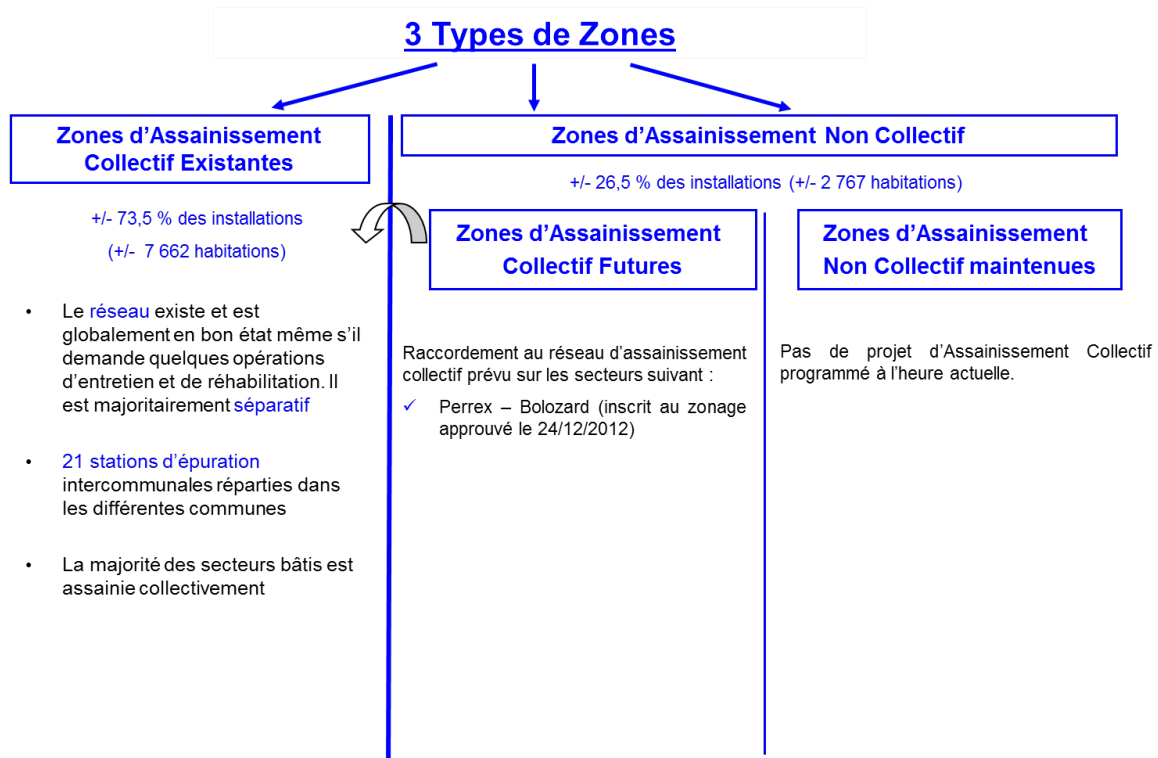 3 Types de Zones
Zones d’Assainissement
Collectif Existantes
+/- 73,5 % des installations
(+/- 7 662 habitations)
• Le réseau existe et est
globalement en bon état même s’il
demande quelques opérations
d’entretien et de réhabilitation. Il
est majoritairement séparatif
• 21 stations d’épuration
intercommunales réparties dans
les différentes communes
• La majorité des secteurs bâtis est
assainie collectivement
Zones d’Assainissement Non Collectif
+/- 26,5 % des installations (+/- 2 767 habitations)
Zones d’Assainissement
Collectif Futures
Raccordement au réseau d’assainissement
collectif prévu sur les secteurs suivant :
✓ Perrex – Bolozard (inscrit au zonage
approuvé le 24/12/2012)
Zones d’Assainissement
Non Collectif maintenues
Pas de projet d’Assainissement Collectif
programmé à l’heure actuelle.